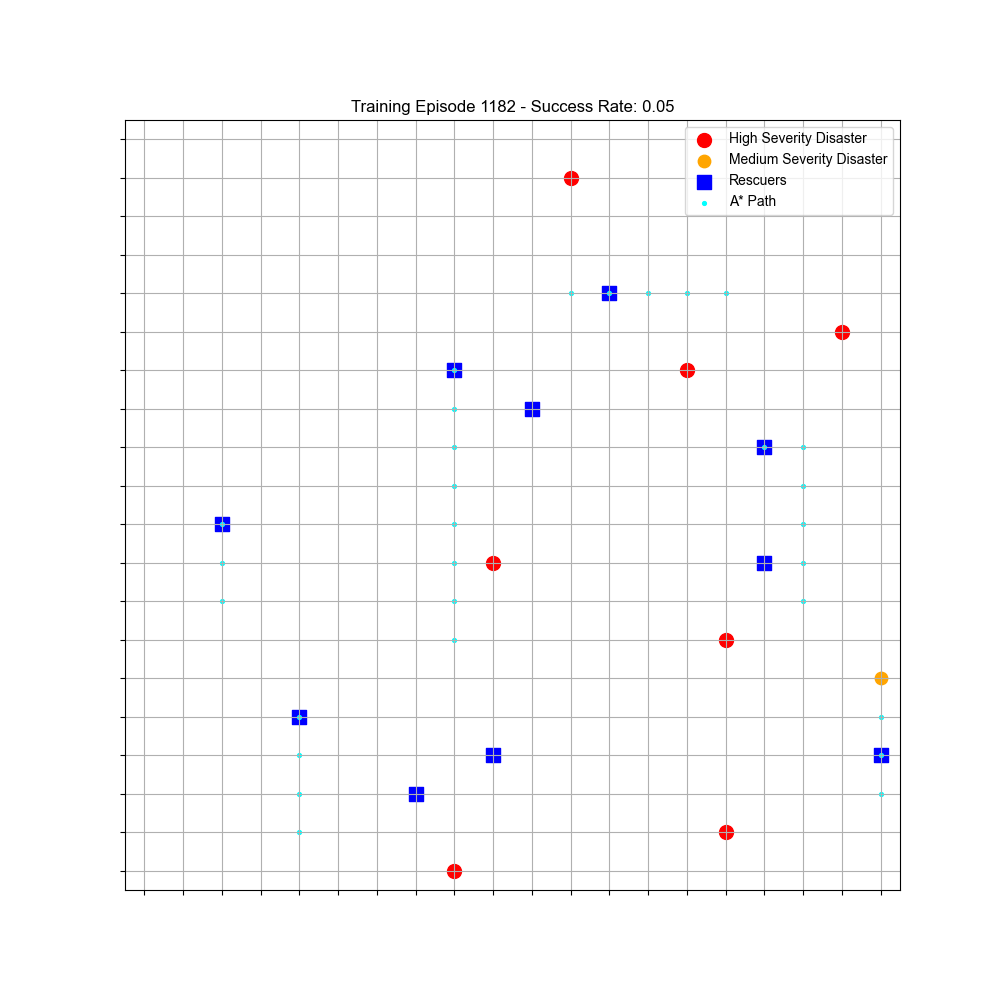 Training Episode 1182 - Success Rate: 0.05
High Severity Disaster
Medium Severity Disaster
Rescuers
A* Path